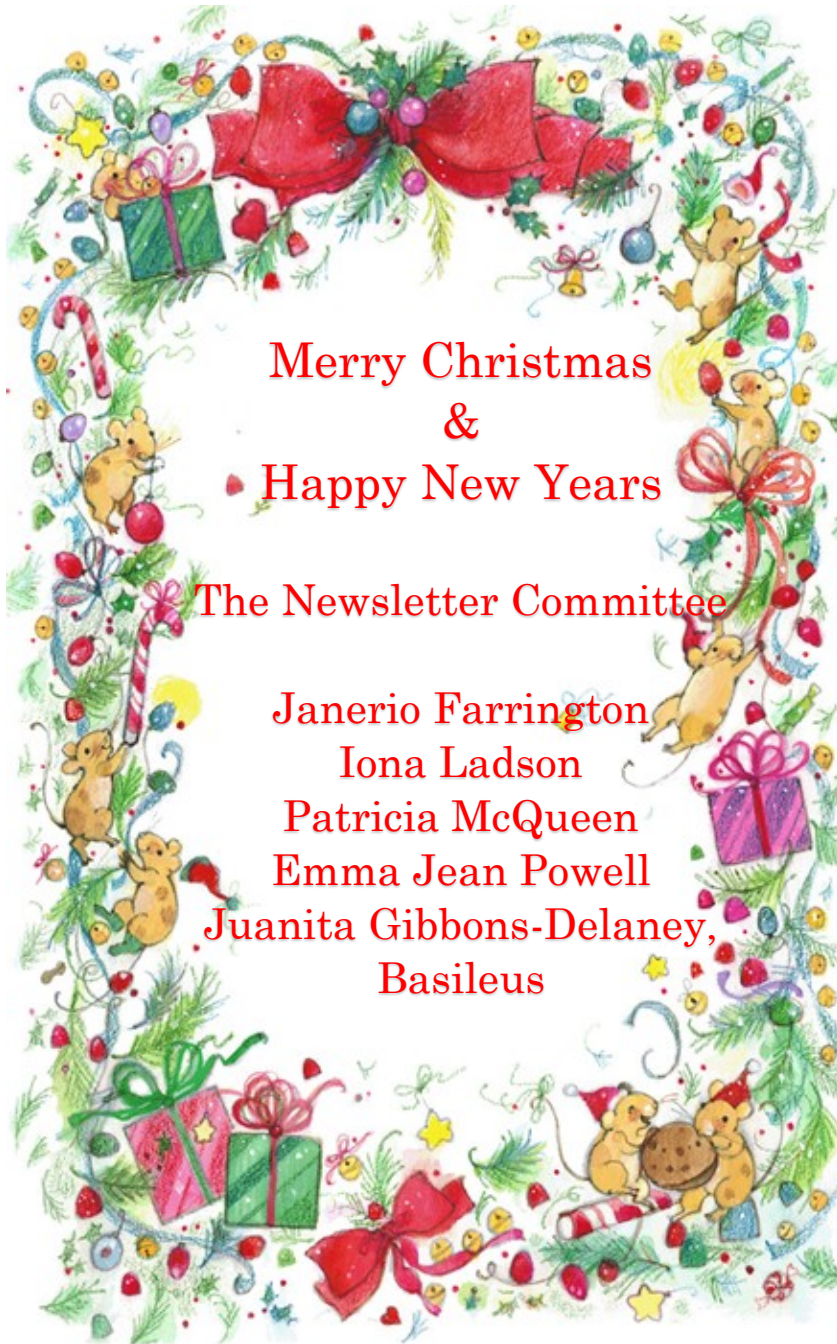 Merry Christmas
&
Happy New Years
The Newsletter Committee
Janerio Farrington
Iona Ladson
Patricia McQueen
Emma Jean Powell
Juanita Gibbons-Delaney,
Basileus